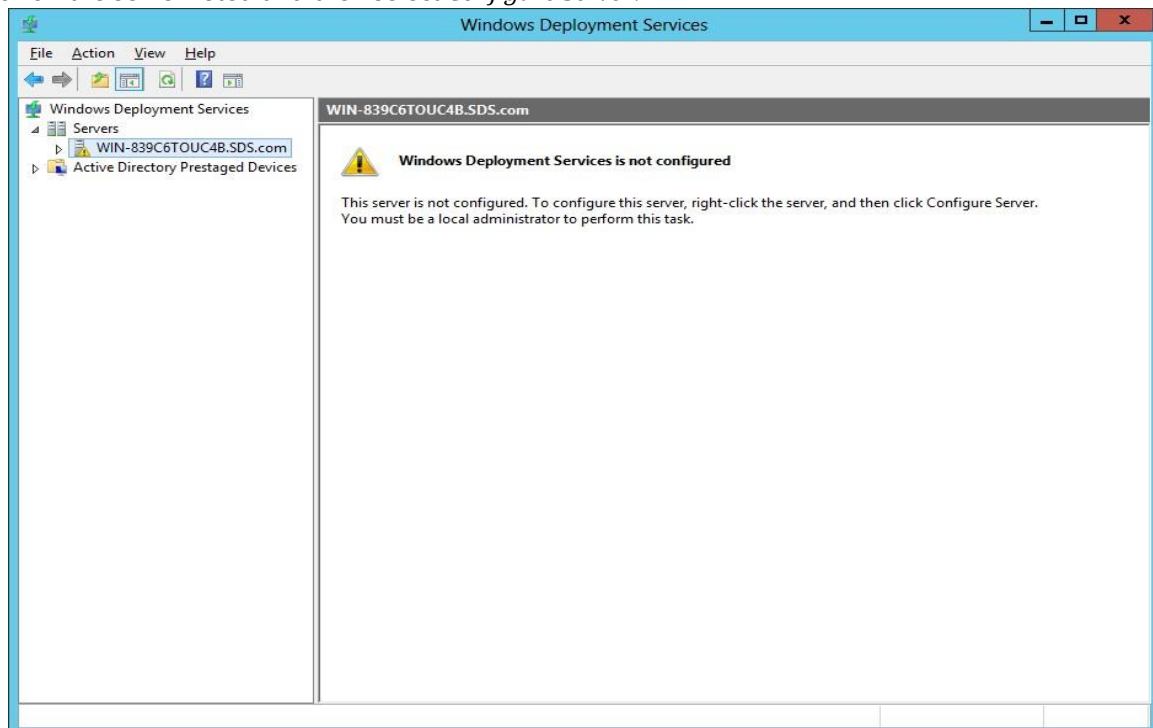 Windows Deployment Services
File Action View Help
Windows Deployment Services
Servers
WIN-839C6TOUC4B.SDS.com
Active Directory Prestaged Devices
WIN-839C6TOUC4B.SDS.com
Windows Deployment Services is not configured
This server is not configured. To configure this server, right-click the server, and then click Configure Server.
You must be a local administrator to perform this task.